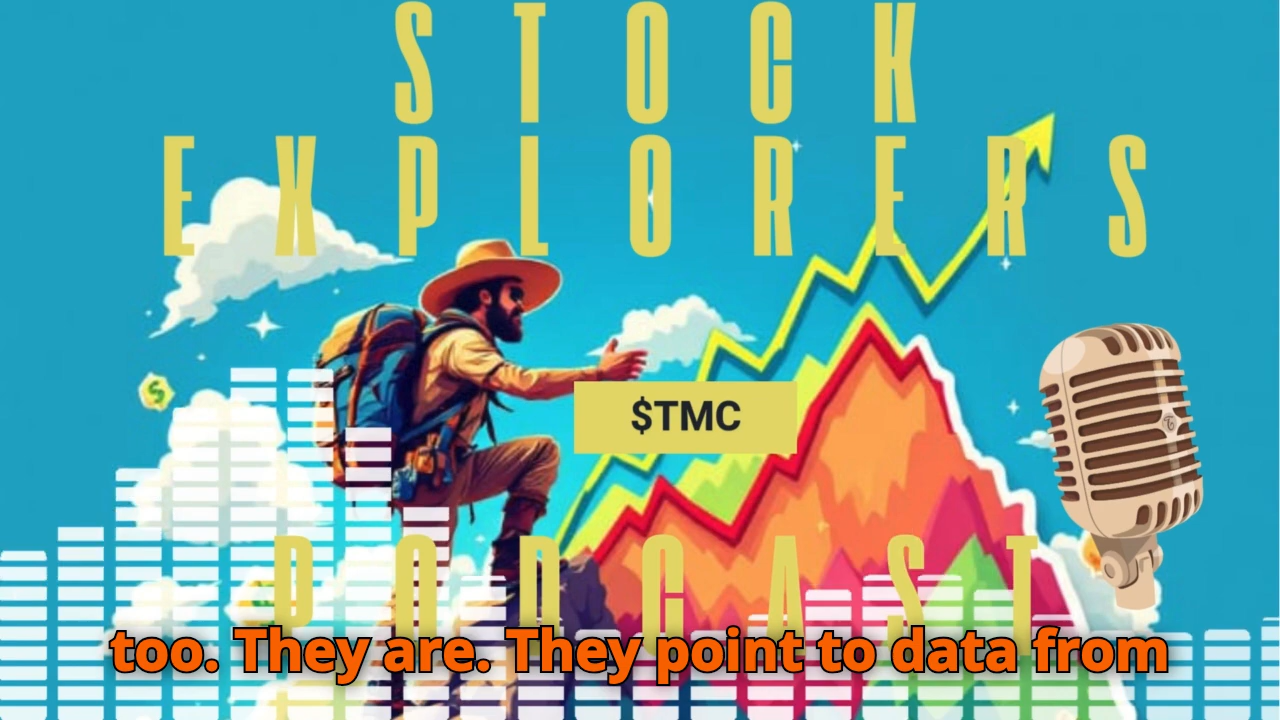 STOCK
EXPLORERS
$TMC
PODCAST
too. They are. They point to data from